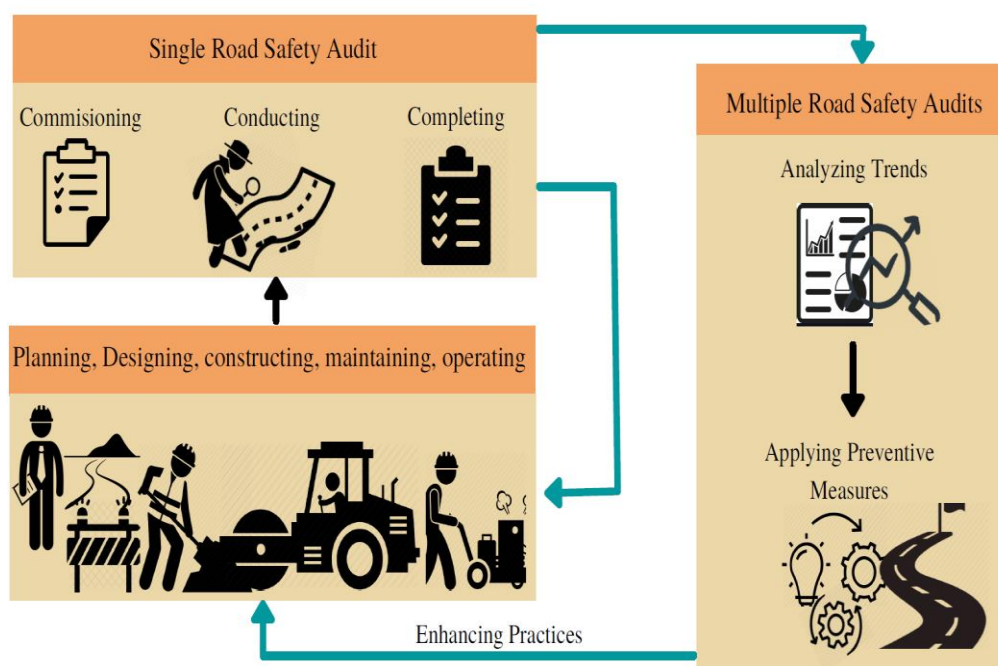 Single Road Safety Audit
Commisioning
Conducting
Completing
Multiple Road Safety Audits
Analyzing Trends
Applying Preventive
Measures
Planning, Designing, constructing, maintaining, operating
Enhancing Practices